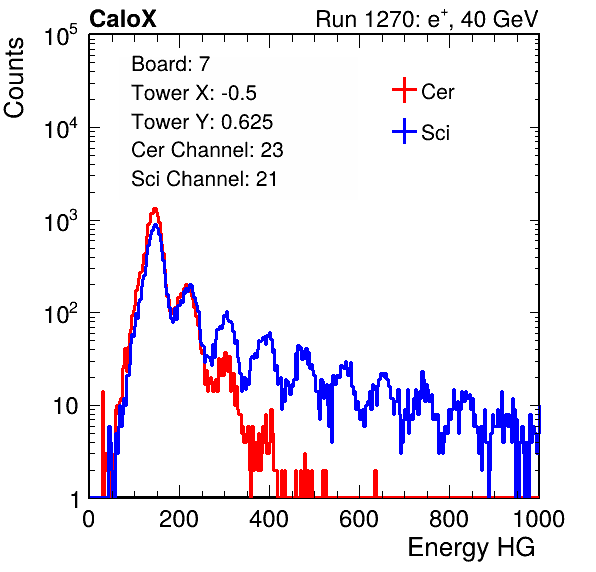 CaloX Run 1270: e⁺, 40 GeV
Counts
Board: 7
Tower X: -0.5
Tower Y: 0.625
Cer Channel: 23
Sci Channel: 21
Cer
Sci
10⁵
10⁴
10³
10²
10
1
0 200 400 600 800 1000
Energy HG